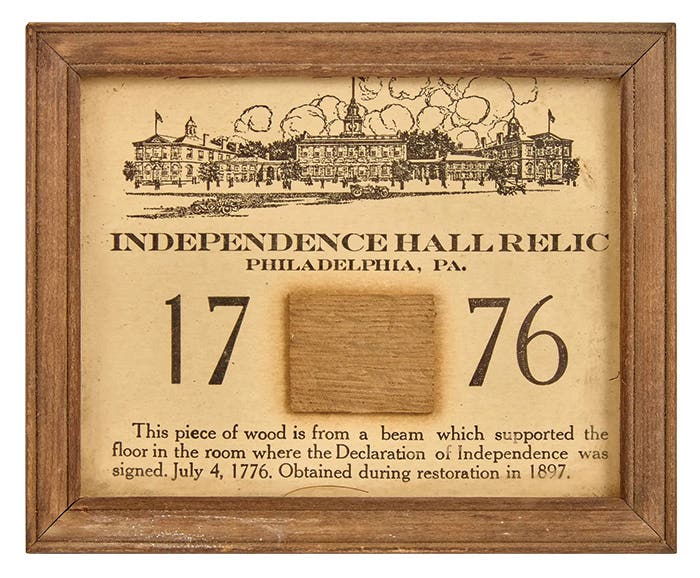 INDEPENDENCE HALL RELIC
PHILADELPHIA, PA.
17 76
This piece of wood is from a beam which supported the
floor in the room where the Declaration of Independence was
signed. July 4, 1776. Obtained during restoration in 1897.